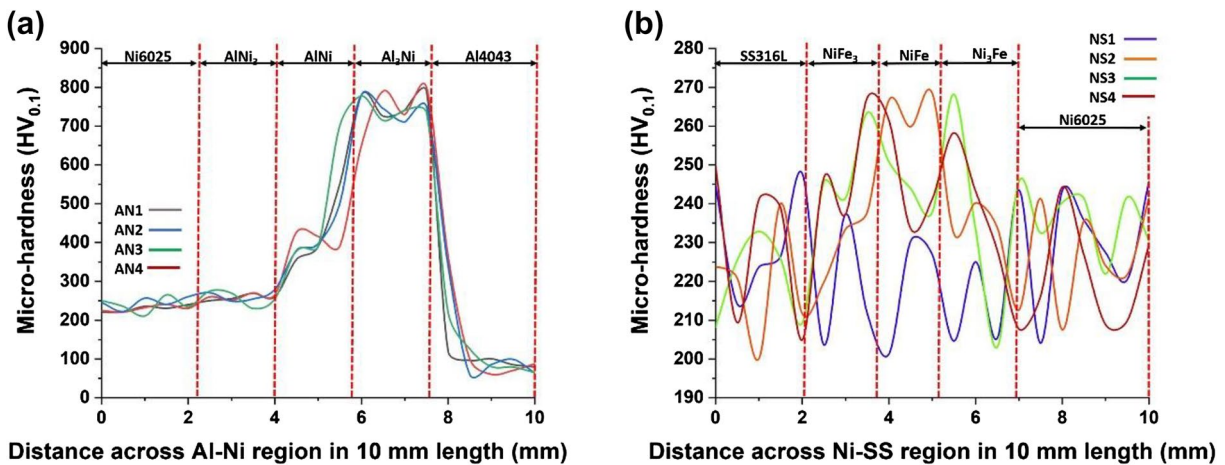 (a)
900
800
700
600
500
400
300
200
100
0
Micro-hardness (HV0.1)
Ni6025
AlNi3
AlNi
Al3Ni
Al4043
AN1
AN2
AN3
AN4
0 2 4 6 8 10
Distance across Al-Ni region in 10 mm length (mm)
(b)
280
270
260
250
240
230
220
210
200
190
Micro-hardness (HV0.1)
SS316L
NiFe3
NiFe
Ni3Fe
Ni6025
NS1
NS2
NS3
NS4
0 2 4 6 8 10
Distance across Ni-SS region in 10 mm length (mm)